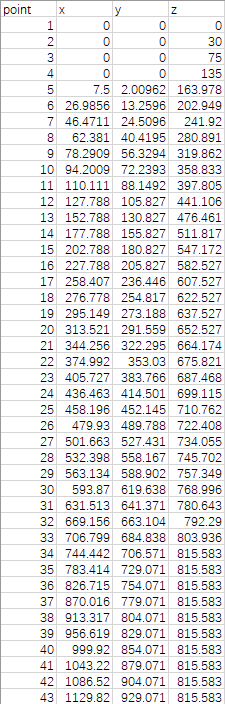 point x y z
1 0 0 0
2 0 0 30
3 0 0 75
4 0 0 135
5 7.5 2.00962 163.978
6 26.9856 13.2596 202.949
7 46.4711 24.5096 241.92
8 62.381 40.4195 280.891
9 78.2909 56.3294 319.862
10 94.2009 72.2393 358.833
11 110.111 88.1492 397.805
12 127.788 105.827 441.106
13 152.788 130.827 476.461
14 177.788 155.827 511.817
15 202.788 180.827 547.172
16 227.788 205.827 582.527
17 258.407 236.446 607.527
18 276.778 254.817 622.527
19 295.149 273.188 637.527
20 313.521 291.559 652.527
21 344.256 322.295 664.174
22 374.992 353.03 675.821
23 405.727 383.766 687.468
24 436.463 414.501 699.115
25 458.196 452.145 710.762
26 479.93 489.788 722.408
27 501.663 527.431 734.055
28 532.398 558.167 745.702
29 563.134 588.902 757.349
30 593.87 619.638 768.996
31 631.513 641.371 780.643
32 669.156 663.104 792.29
33 706.799 684.838 803.936
34 744.442 706.571 815.583
35 783.414 729.071 815.583
36 826.715 754.071 815.583
37 870.016 779.071 815.583
38 913.317 804.071 815.583
39 956.619 829.071 815.583
40 999.92 854.071 815.583
41 1043.22 879.071 815.583
42 1086.52 904.071 815.583
43 1129.82 929.071 815.583